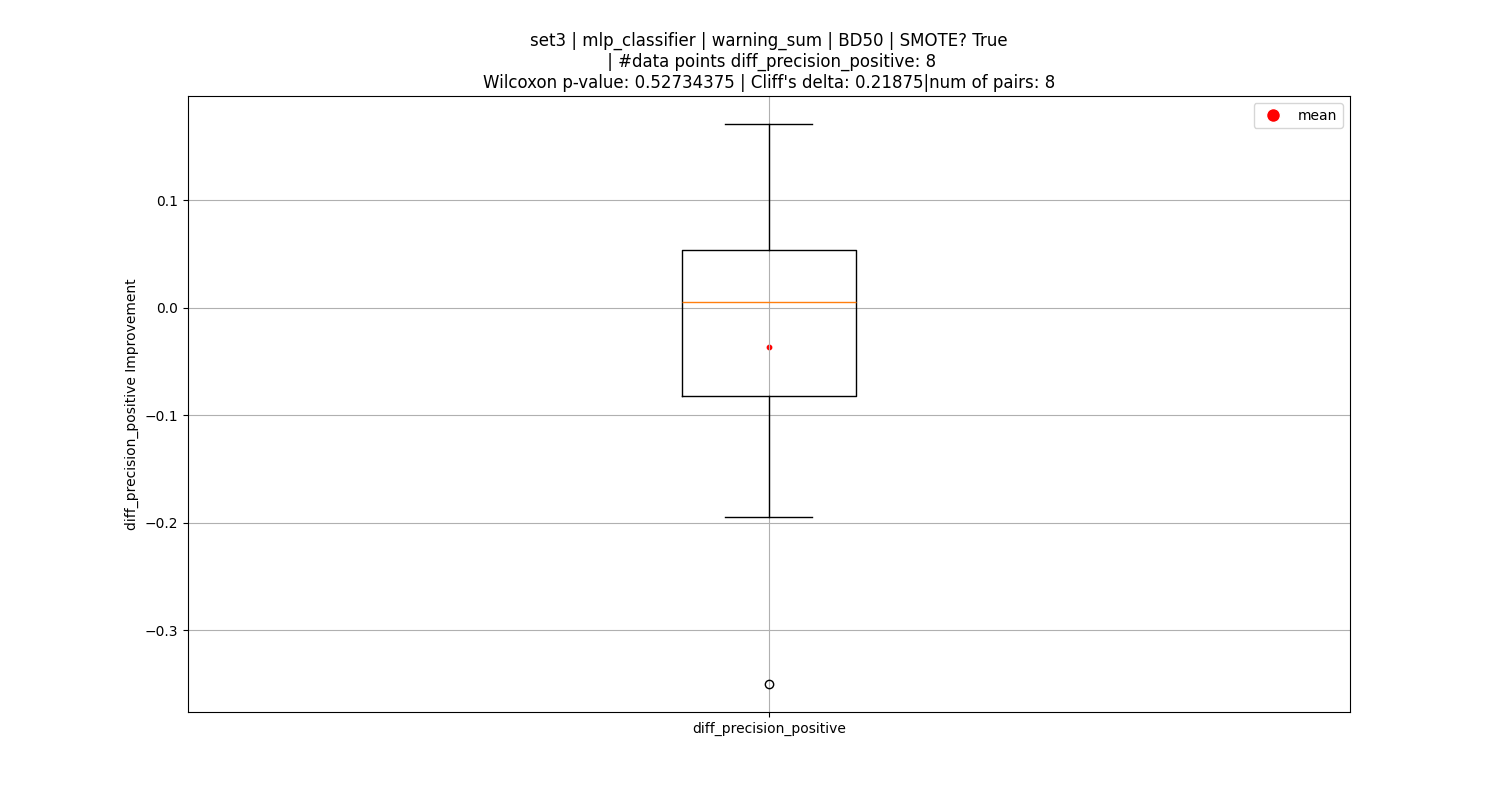 set3 | mlp_classifier | warning_sum | BD50 | SMOTE? True
| #data points diff_precision_positive: 8
Wilcoxon p-value: 0.52734375 | Cliff's delta: 0.21875|num of pairs: 8
mean
0.1
0.0
−0.1
−0.2
−0.3
diff_precision_positive Improvement
diff_precision_positive